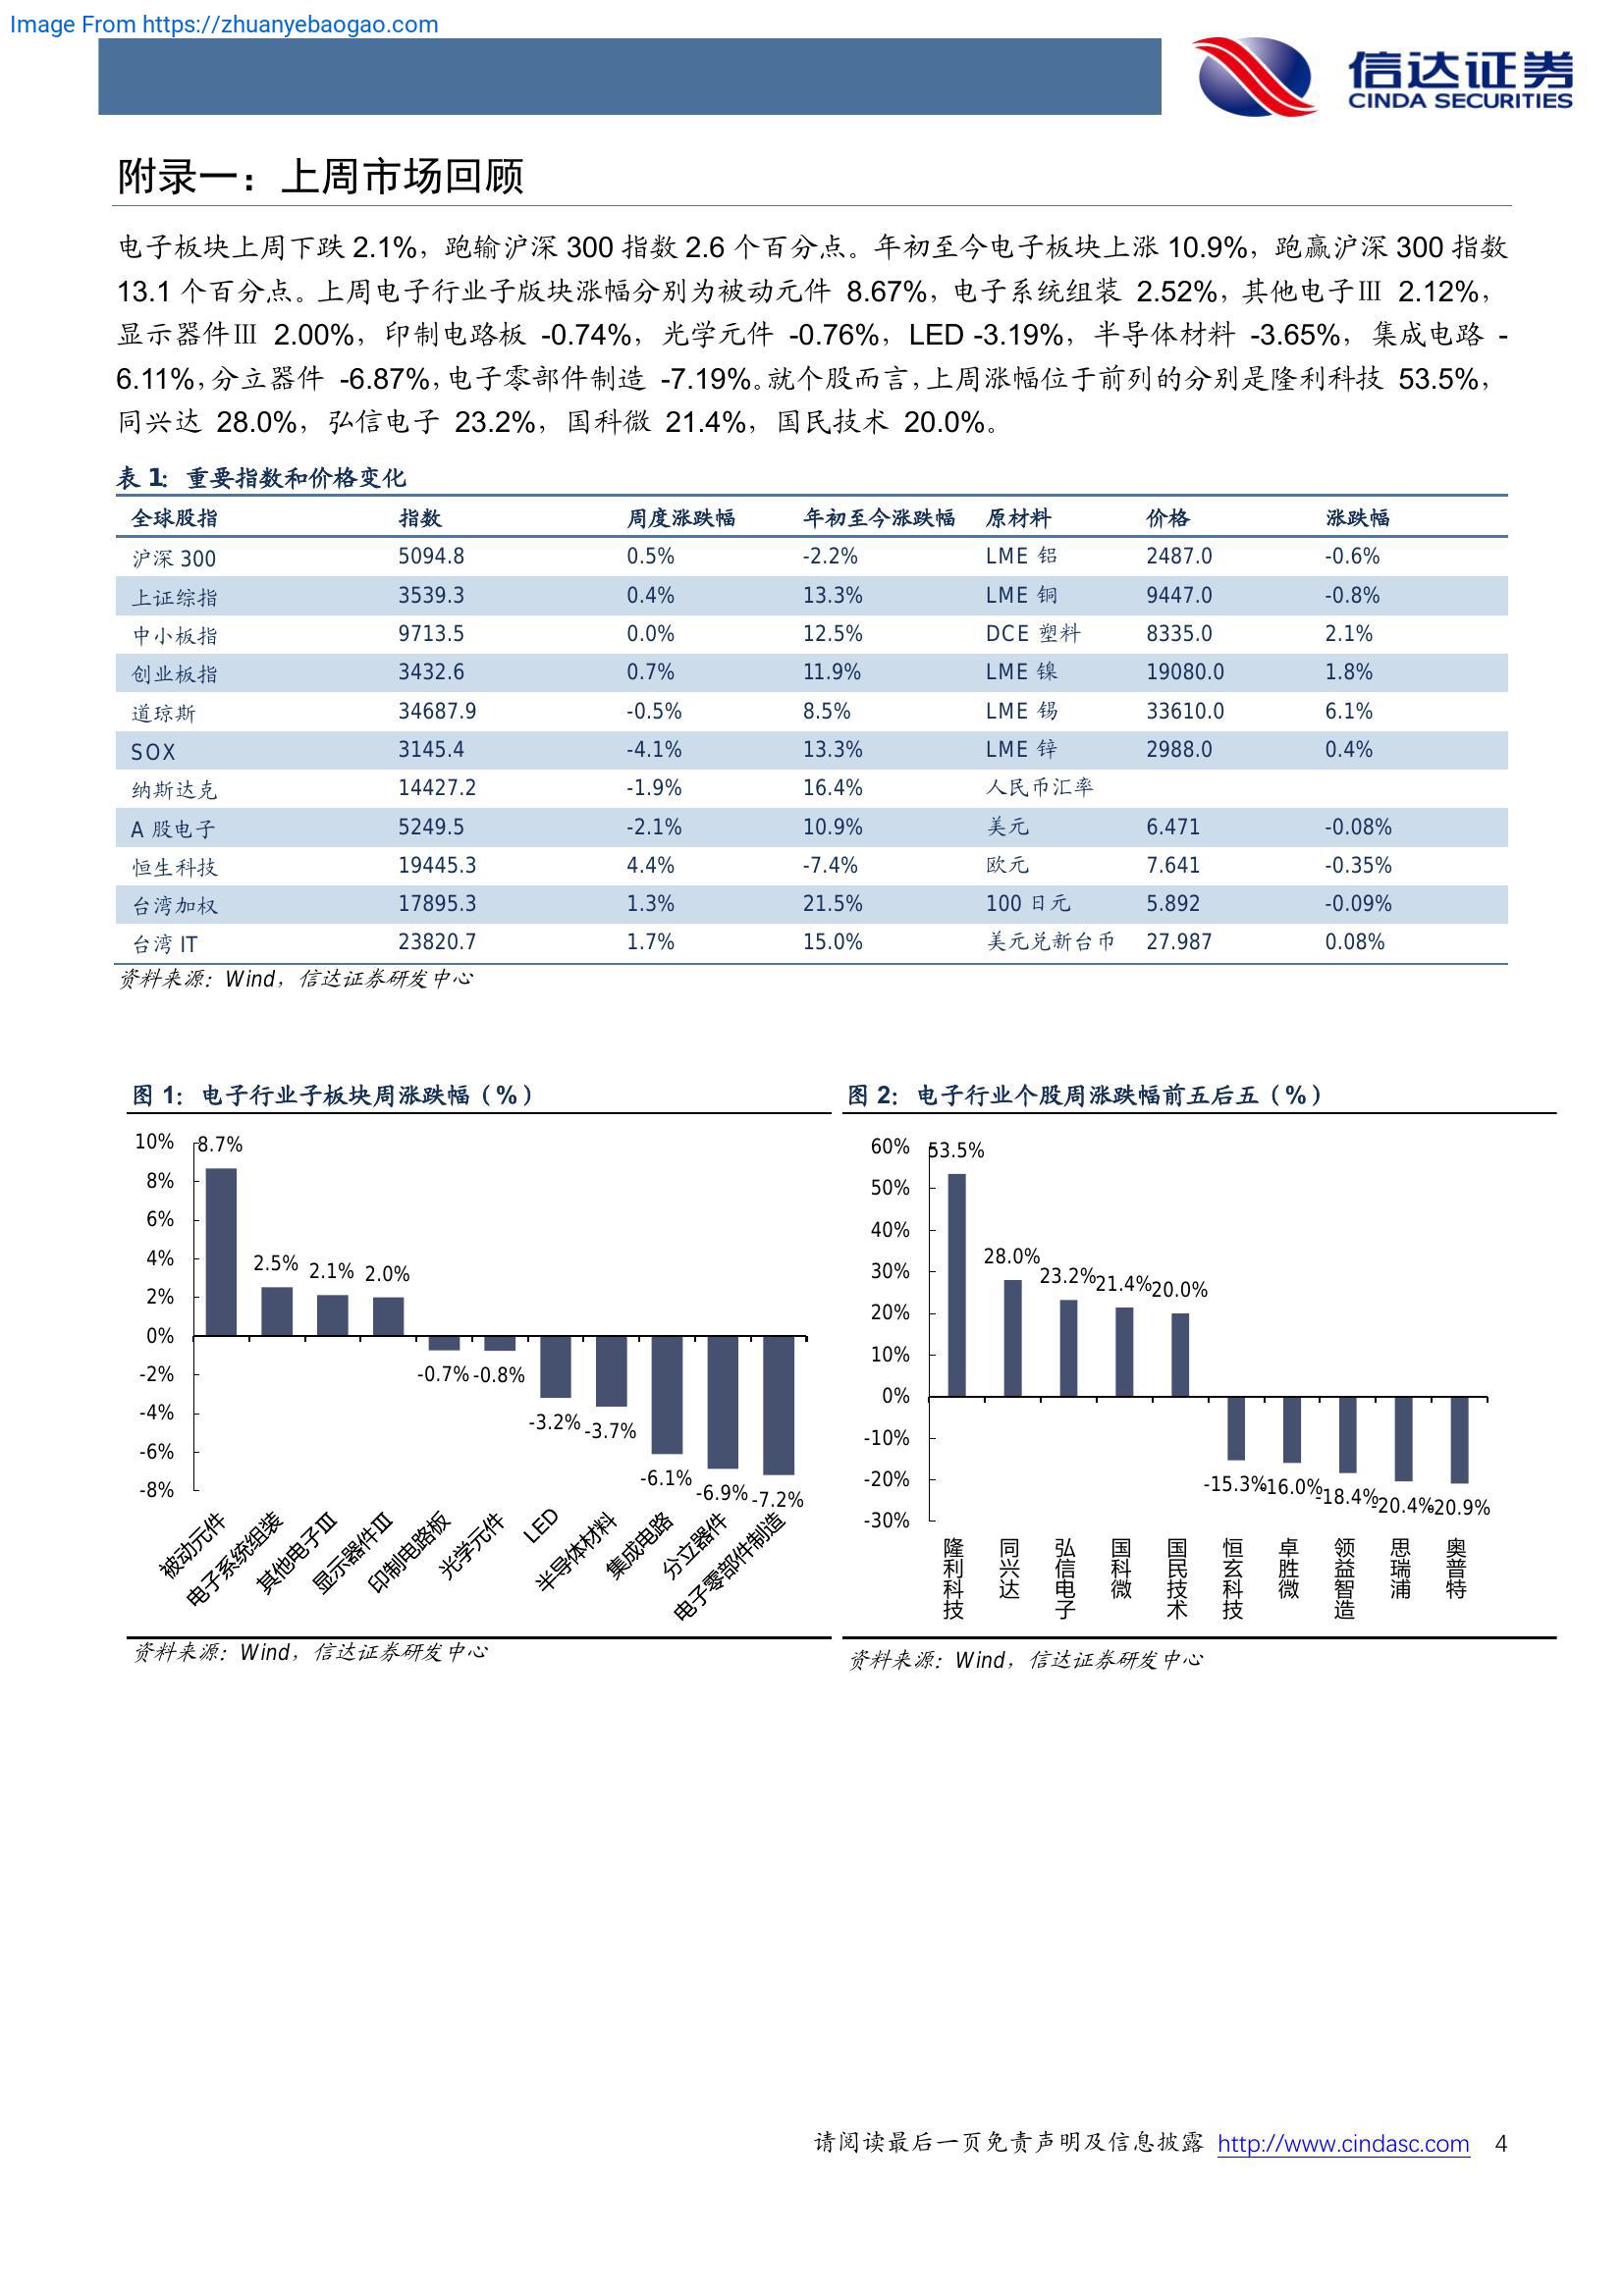 Image From https://zhuanyebaogao.com
信达证券
CINDA SECURITIES
附录一：上周市场回顾
电子板块上周下跌 2.1%，跑输沪深 300 指数 2.6 个百分点。年初至今电子板块上涨 10.9%，跑赢沪深 300 指数
13.1 个百分点。上周电子行业子版块涨幅分别为被动元件 8.67%，电子系统组装 2.52%，其他电子Ⅲ 2.12%，
显示器件Ⅲ 2.00%，印制电路板 -0.74%，光学元件 -0.76%，LED -3.19%，半导体材料 -3.65%，集成电路 -
6.11%，分立器件 -6.87%，电子零部件制造 -7.19%。就个股而言，上周涨幅位于前列的分别是隆利科技 53.5%，
同兴达 28.0%，弘信电子 23.2%，国科微 21.4%，国民技术 20.0%。
表 1：重要指数和价格变化
全球股指 指数 周度涨跌幅 年初至今涨跌幅 原材料 价格 涨跌幅
沪深 300 5094.8 0.5% -2.2% LME 铝 2487.0 -0.6%
上证综指 3539.3 0.4% 13.3% LME 铜 9447.0 -0.8%
中小板指 9713.5 0.0% 12.5% DCE 塑料 8335.0 2.1%
创业板指 3432.6 0.7% 11.9% LME 镍 19080.0 1.8%
道琼斯 34687.9 -0.5% 8.5% LME 锡 33610.0 6.1%
SOX 3145.4 -4.1% 13.3% LME 锌 2988.0 0.4%
纳斯达克 14427.2 -1.9% 16.4% 人民币汇率
A 股电子 5249.5 -2.1% 10.9% 美元 6.471 -0.08%
恒生科技 19445.3 4.4% -7.4% 欧元 7.641 -0.35%
台湾加权 17895.3 1.3% 21.5% 100 日元 5.892 -0.09%
台湾 IT 23820.7 1.7% 15.0% 美元兑新台币 27.987 0.08%
资料来源：Wind，信达证券研发中心
图 1：电子行业子板块周涨跌幅（%）
10%
8%
6%
4%
2%
0%
-2%
-4%
-6%
-8%
8.7%
2.5%
2.1%
2.0%
-0.7%
-0.8%
-3.2%
-3.7%
-6.1%
-6.9%
-7.2%
被动元件
电子系统组装
其他电子Ⅲ
显示器件Ⅲ
印制电路板
光学元件
LED
半导体材料
集成电路
分立器件
电子零部件制造
资料来源：Wind，信达证券研发中心
图 2：电子行业个股周涨跌幅前五后五（%）
60%
50%
40%
30%
20%
10%
0%
-10%
-20%
-30%
53.5%
28.0%
23.2%
21.4%
20.0%
-15.3%
-16.0%
-18.4%
-20.4%
-20.9%
隆利科技
同兴达
弘信电子
国科微
国民技术
恒玄科技
卓胜微
领益智造
思瑞浦
奥普特
资料来源：Wind，信达证券研发中心
请阅读最后一页免责声明及信息披露 http://www.cindasc.com 4